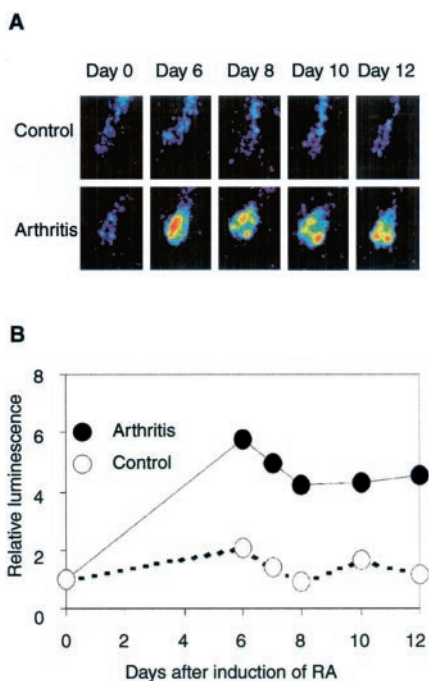 A
Day 0 Day 6 Day 8 Day 10 Day 12
Control
Arthritis
B
8
6
4
2
0
Relative luminescence
Arthritis
Control
0 2 4 6 8 10 12
Days after induction of RA